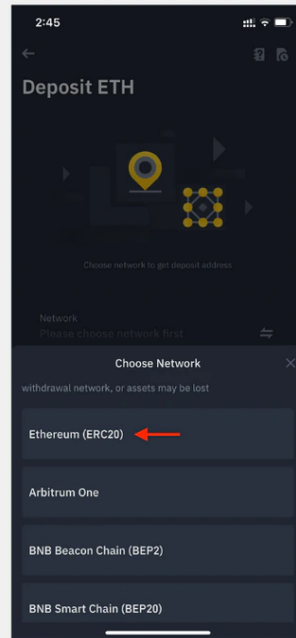 2:45
Deposit ETH
Choose network to get deposit address
Network
Please choose network first
Choose Network
withdrawal network, or assets may be lost
Ethereum (ERC20)
Arbitrum One
BNB Beacon Chain (BEP2)
BNB Smart Chain (BEP20)